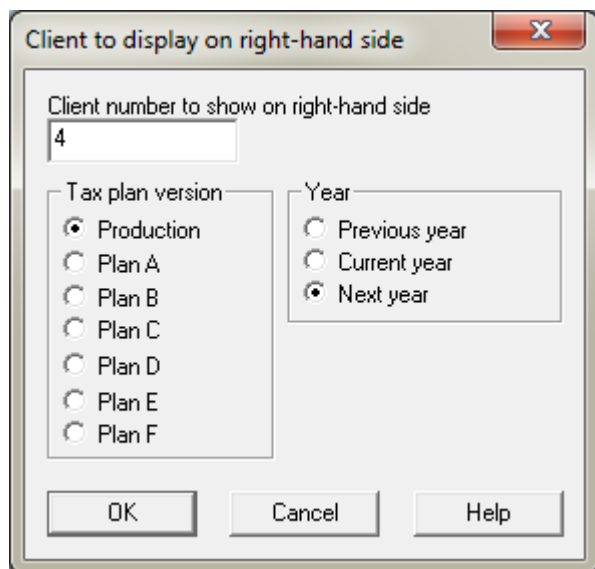 Client to display on right-hand side
Client number to show on right-hand side
4
Tax plan version
Production
Plan A
Plan B
Plan C
Plan D
Plan E
Plan F
Year
Previous year
Current year
Next year
OK
Cancel
Help